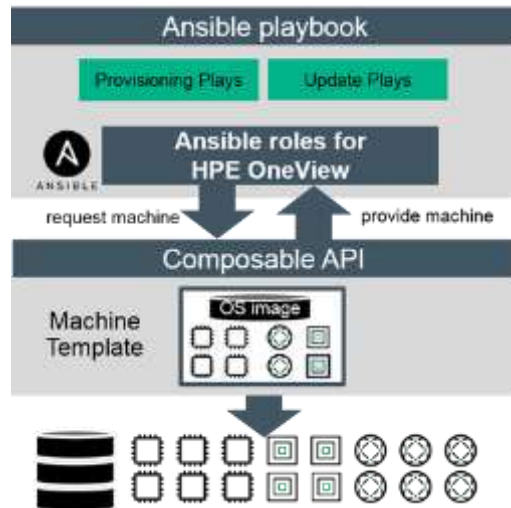 Ansible playbook
Provisioning Plays
Update Plays
Ansible roles for
HPE OneView
ANSIBLE
request machine
provide machine
Composable API
OS image
Machine
Template